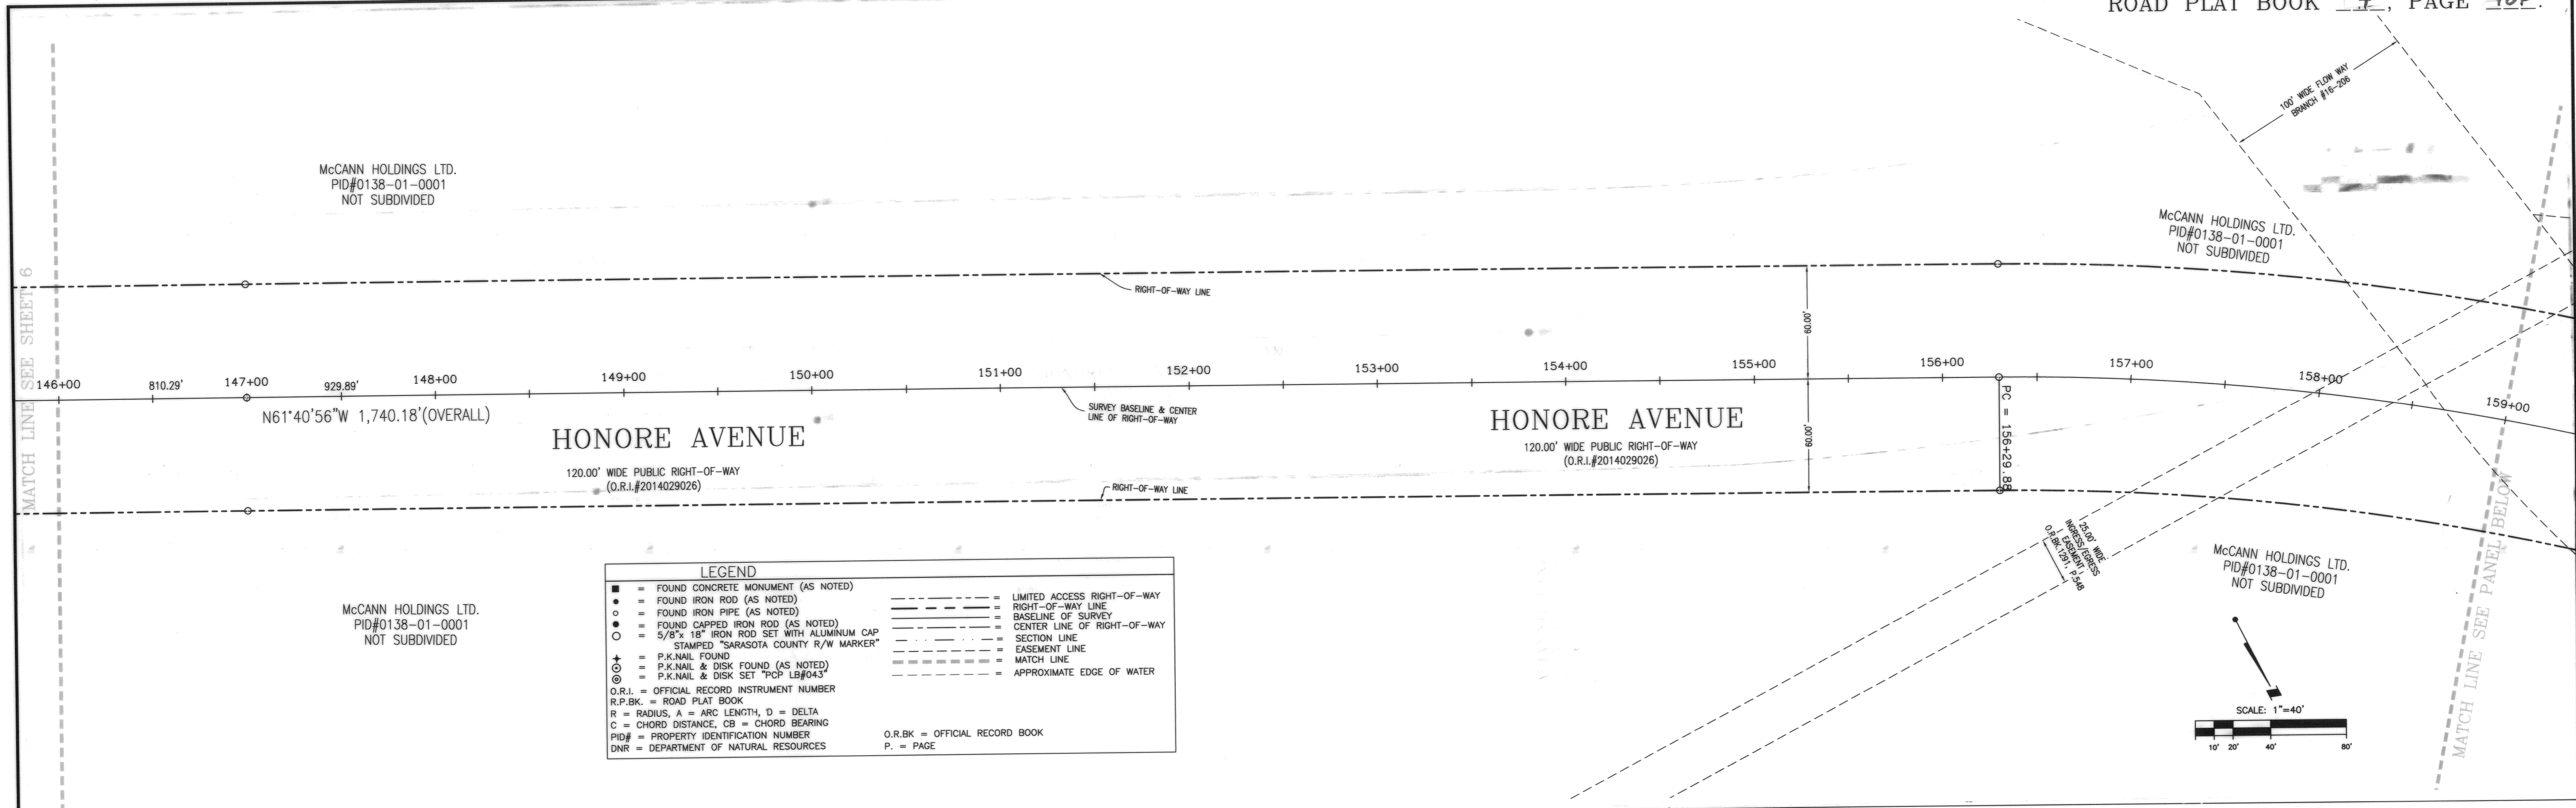 ROAD PLAT BOOK , PAGE .
100' WIDE FLOW WAY
BRANCH #16-206
McCANN HOLDINGS LTD.
PID#0138-01-0001
NOT SUBDIVIDED
McCANN HOLDINGS LTD.
PID#0138-01-0001
NOT SUBDIVIDED
MATCH LINE SEE SHEET 6
RIGHT-OF-WAY LINE
60.00'
146+00
810.29'
147+00
929.89'
148+00
149+00
150+00
151+00
152+00
153+00
154+00
155+00
156+00
157+00
158+00
159+00
N61°40'56"W 1,740.18'(OVERALL)
SURVEY BASELINE & CENTER
LINE OF RIGHT-OF-WAY
HONORE AVENUE
120.00' WIDE PUBLIC RIGHT-OF-WAY
(O.R.I.#2014029026)
HONORE AVENUE
120.00' WIDE PUBLIC RIGHT-OF-WAY
(O.R.I.#2014029026)
60.00'
PC = 156+29.88
RIGHT-OF-WAY LINE
25.00' WIDE
INGRESS/EGRESS
EASEMENT
O.R.BK.1291, P.548
McCANN HOLDINGS LTD.
PID#0138-01-0001
NOT SUBDIVIDED
McCANN HOLDINGS LTD.
PID#0138-01-0001
NOT SUBDIVIDED
MATCH LINE SEE PANEL BELOW
LEGEND
= FOUND CONCRETE MONUMENT (AS NOTED)
= FOUND IRON ROD (AS NOTED)
= FOUND IRON PIPE (AS NOTED)
= FOUND CAPPED IRON ROD (AS NOTED)
= 5/8"x 18" IRON ROD SET WITH ALUMINUM CAP
STAMPED "SARASOTA COUNTY R/W MARKER"
= P.K.NAIL FOUND
= P.K.NAIL & DISK FOUND (AS NOTED)
= P.K.NAIL & DISK SET "PCP LB#043"
= LIMITED ACCESS RIGHT-OF-WAY
= RIGHT-OF-WAY LINE
= BASELINE OF SURVEY
= CENTER LINE OF RIGHT-OF-WAY
= SECTION LINE
= EASEMENT LINE
= MATCH LINE
= APPROXIMATE EDGE OF WATER
O.R.I. = OFFICIAL RECORD INSTRUMENT NUMBER
R.P.BK. = ROAD PLAT BOOK
R = RADIUS, A = ARC LENGTH, D = DELTA
C = CHORD DISTANCE, CB = CHORD BEARING
PID# = PROPERTY IDENTIFICATION NUMBER
DNR = DEPARTMENT OF NATURAL RESOURCES
O.R.BK = OFFICIAL RECORD BOOK
P. = PAGE
SCALE: 1"=40'
10' 20' 40' 80'